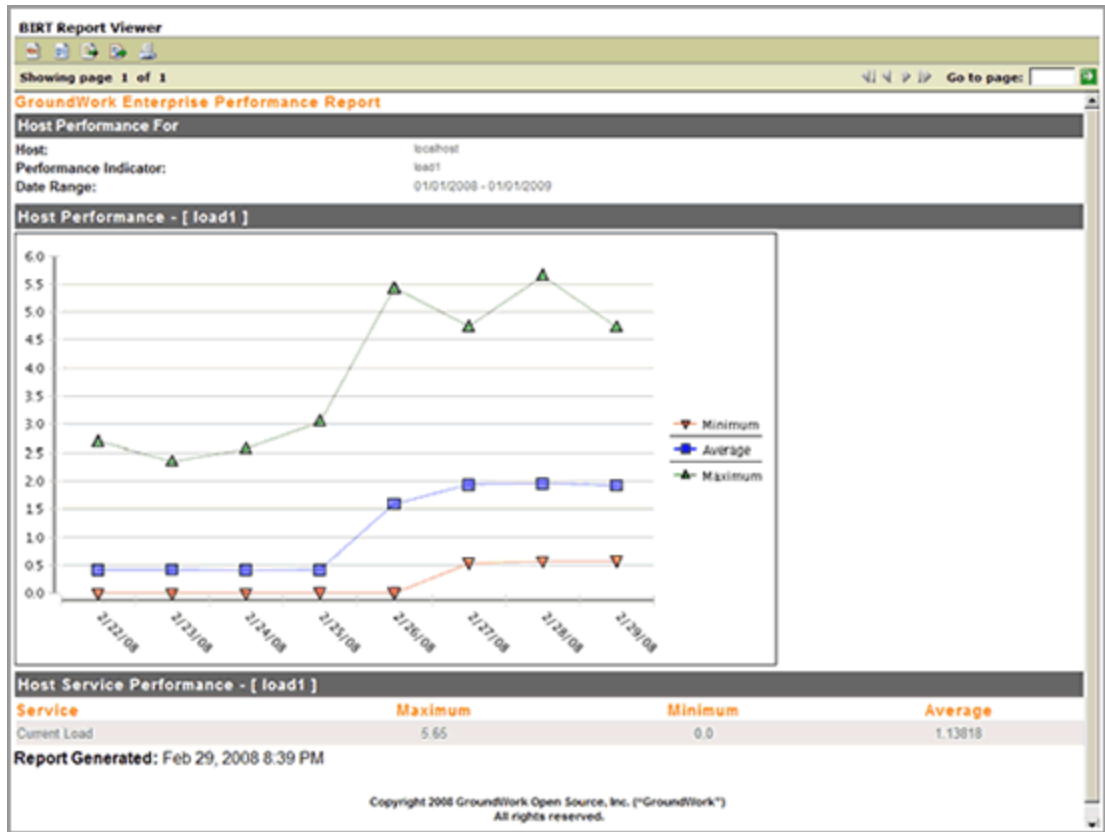 BIRT Report Viewer
Showing page 1 of 1 Go to page:
GroundWork Enterprise Performance Report
Host Performance For
Host: localhost
Performance Indicator: load1
Date Range: 01/01/2008 - 01/01/2009
Host Performance - [ load1 ]
6.0
5.5
5.0
4.5
4.0
3.5
3.0
2.5
2.0
1.5
1.0
0.5
0.0
2/22/08 2/23/08 2/24/08 2/25/08 2/26/08 2/27/08 2/28/08 2/29/08
Minimum
Average
Maximum
Host Service Performance - [ load1 ]
Service Maximum Minimum Average
Current Load 5.65 0.0 1.13818
Report Generated: Feb 29, 2008 8:39 PM
Copyright 2008 GroundWork Open Source, Inc. ("GroundWork")
All rights reserved.